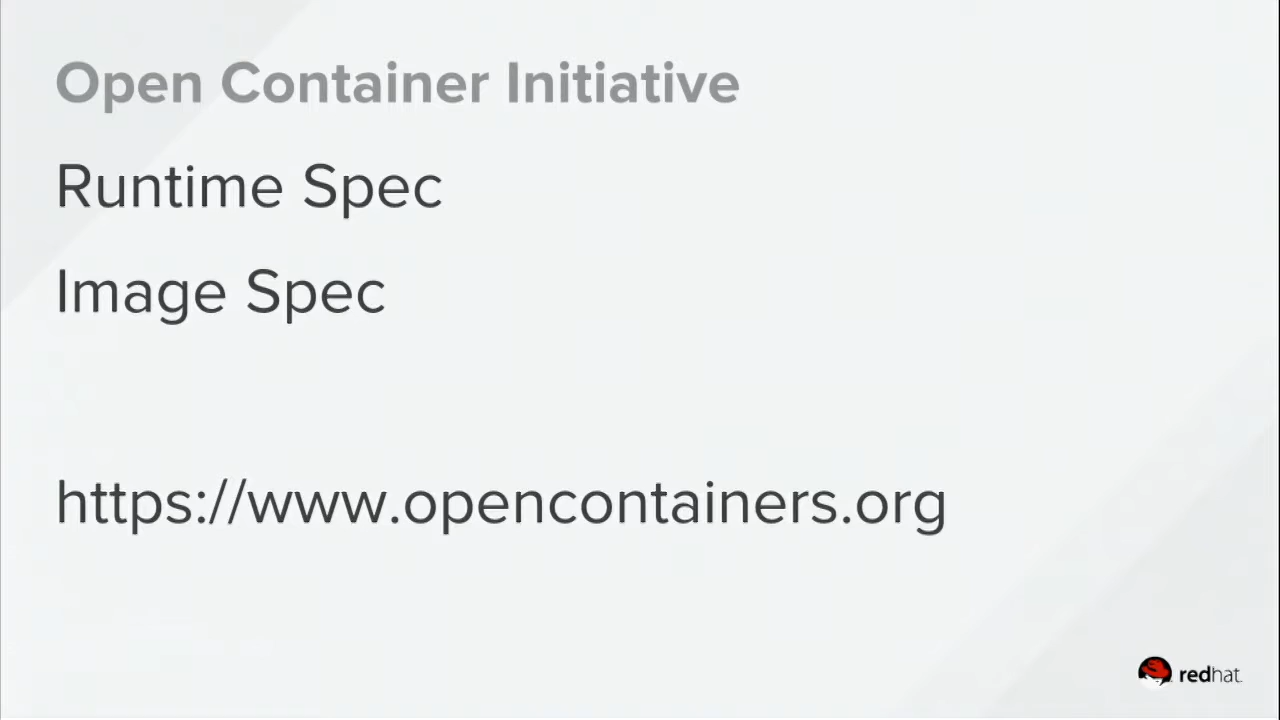 Open Container Initiative
Runtime Spec
Image Spec
https://www.opencontainers.org
redhat.